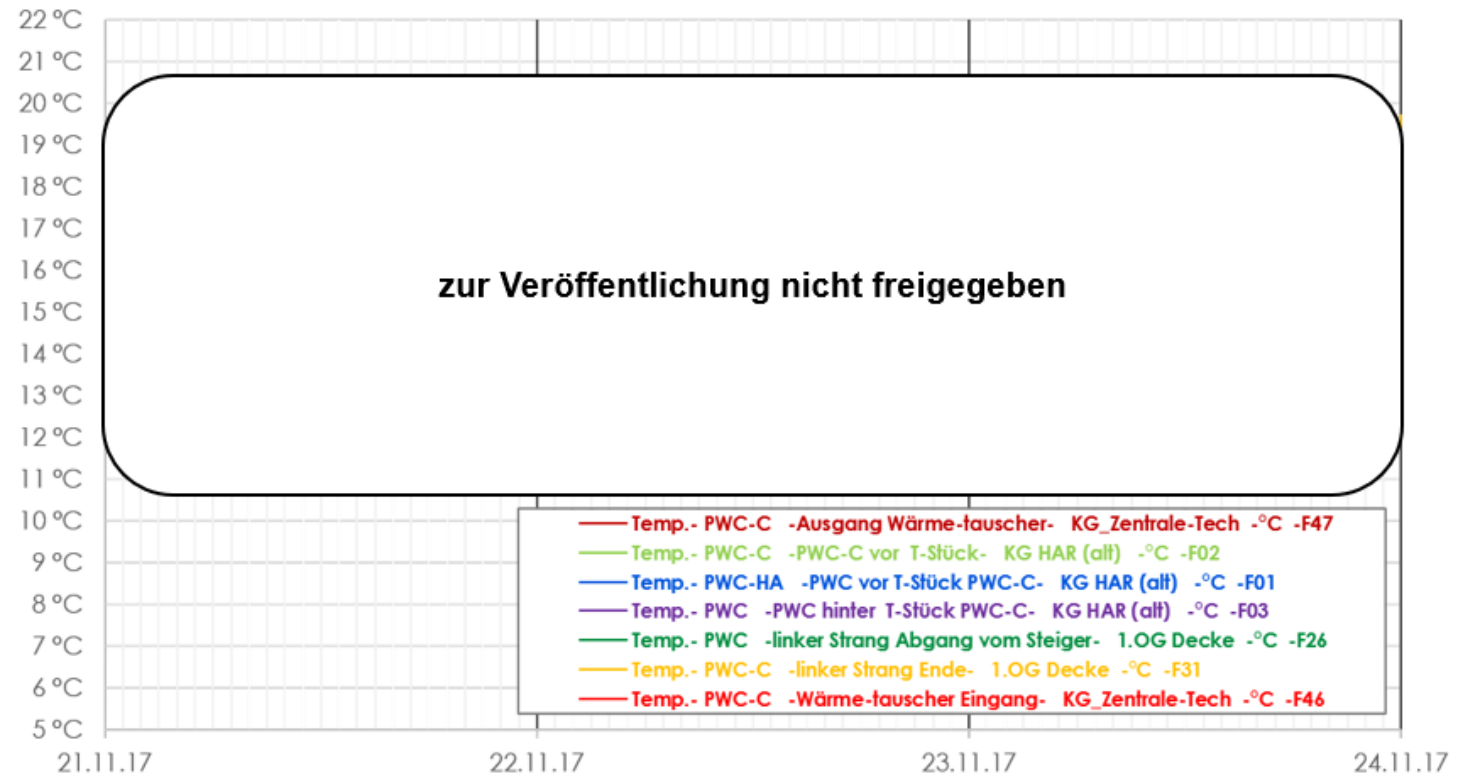 22 °C
21 °C
20 °C
19 °C
18 °C
17 °C
16 °C
15 °C
14 °C
13 °C
12 °C
11 °C
10 °C
9 °C
8 °C
7 °C
6 °C
5 °C
zur Veröffentlichung nicht freigegeben
Temp.- PWC-C -Ausgang Wärme-tauscher- KG_Zentrale-Tech -°C -F47
Temp.- PWC-C -PWC-C vor T-Stück- KG HAR (alt) -°C -F02
Temp.- PWC-HA -PWC vor T-Stück PWC-C- KG HAR (alt) -°C -F01
Temp.- PWC -PWC hinter T-Stück PWC-C- KG HAR (alt) -°C -F03
Temp.- PWC -linker Strang Abgang vom Steiger- 1.OG Decke -°C -F26
Temp.- PWC-C -linker Strang Ende- 1.OG Decke -°C -F31
Temp.- PWC-C -Wärme-tauscher Eingang- KG_Zentrale-Tech -°C -F46
21.11.17 22.11.17 23.11.17 24.11.17